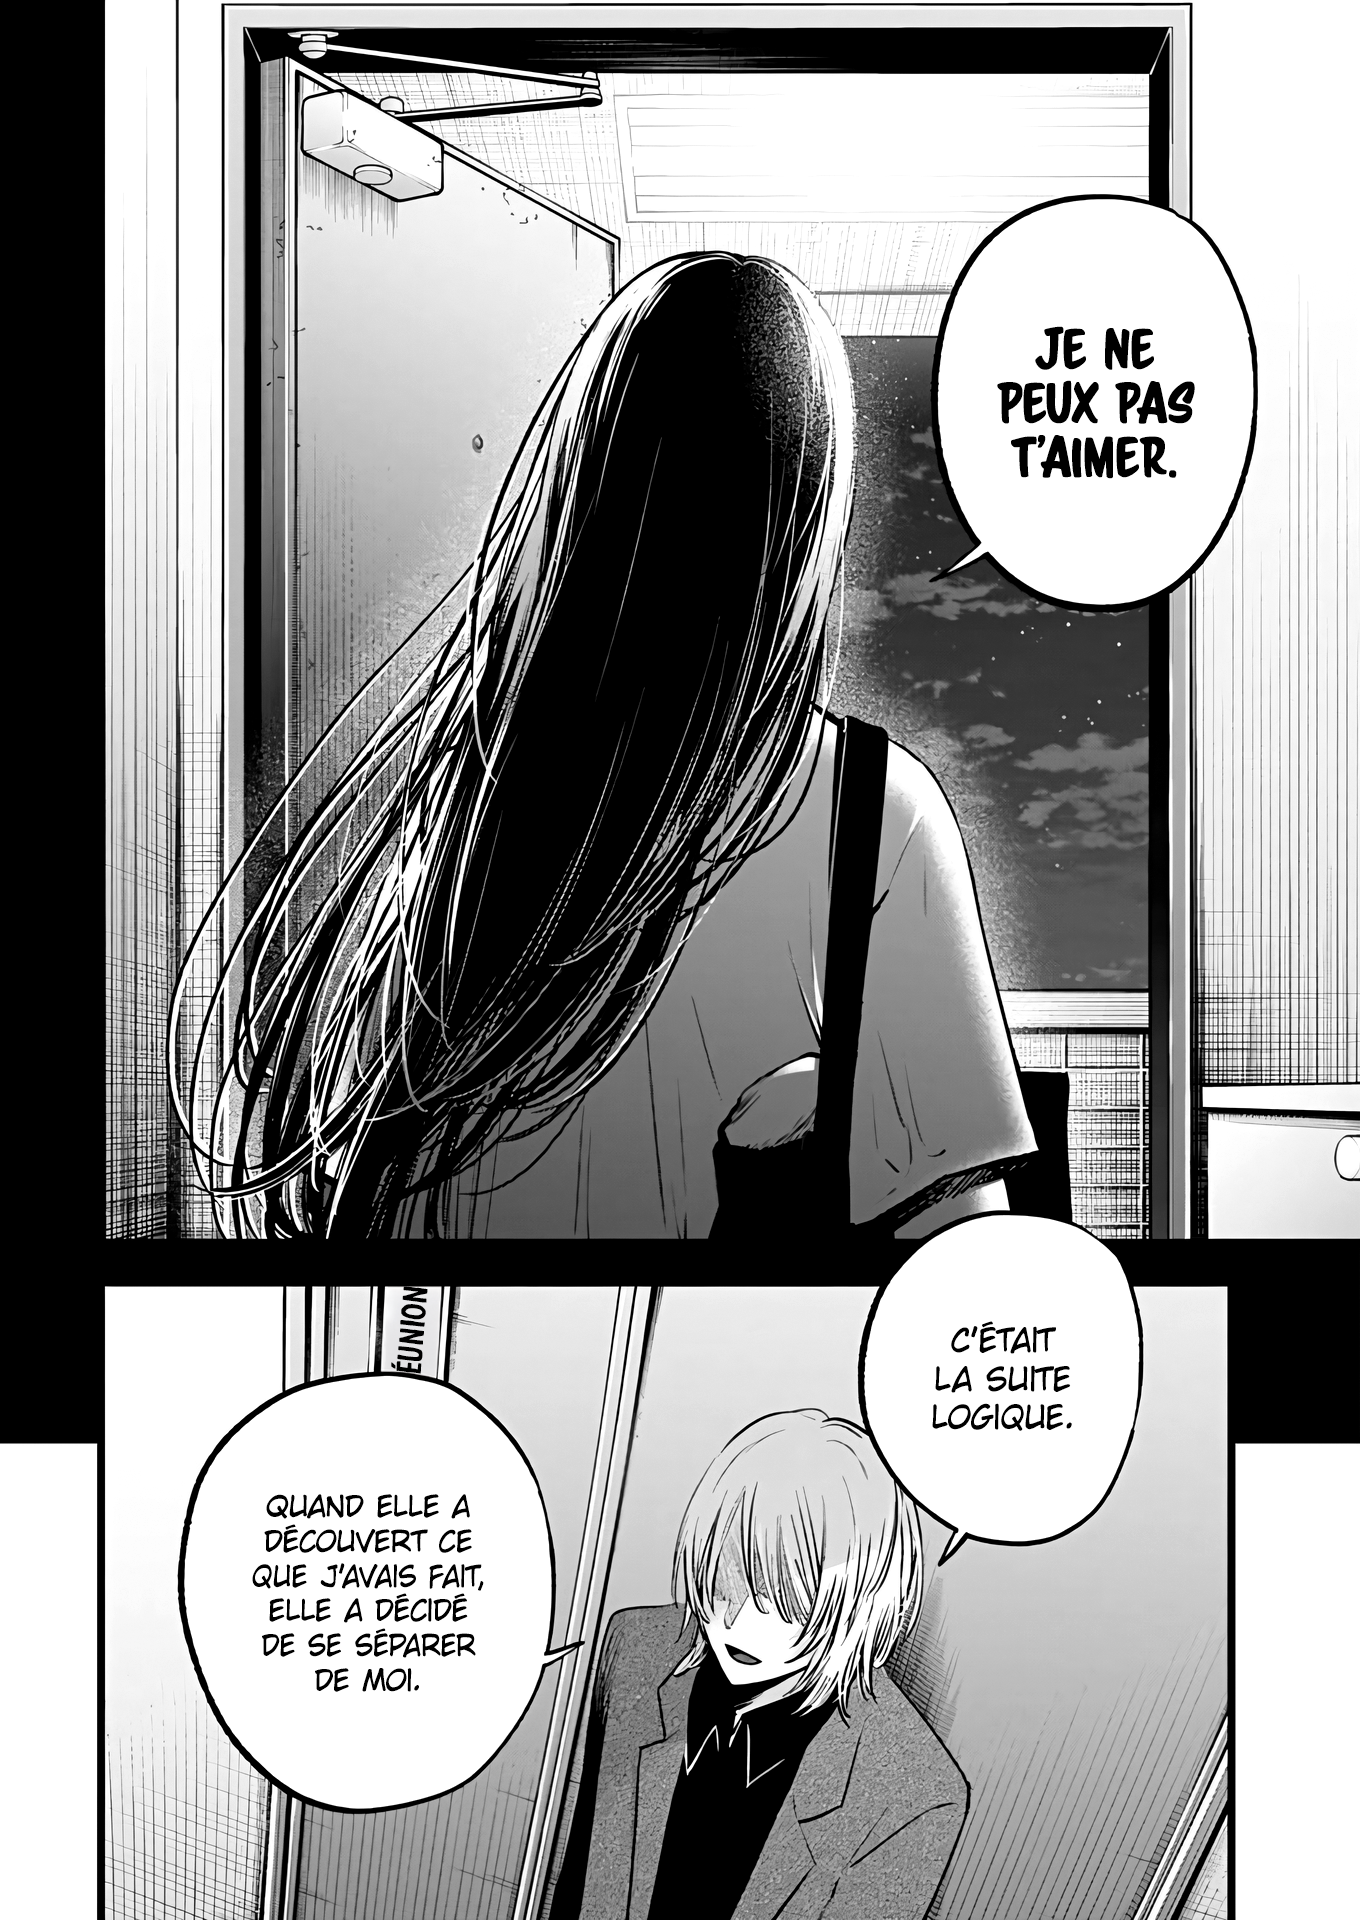 JE NE
PEUX PAS
T'AIMER.
C'ÉTAIT
LA SUITE
LOGIQUE.
ÉUNION
QUAND ELLE A
DÉCOUVERT CE
QUE J'AVAIS FAIT,
ELLE A DÉCIDÉ
DE SE SÉPARER
DE MOI.